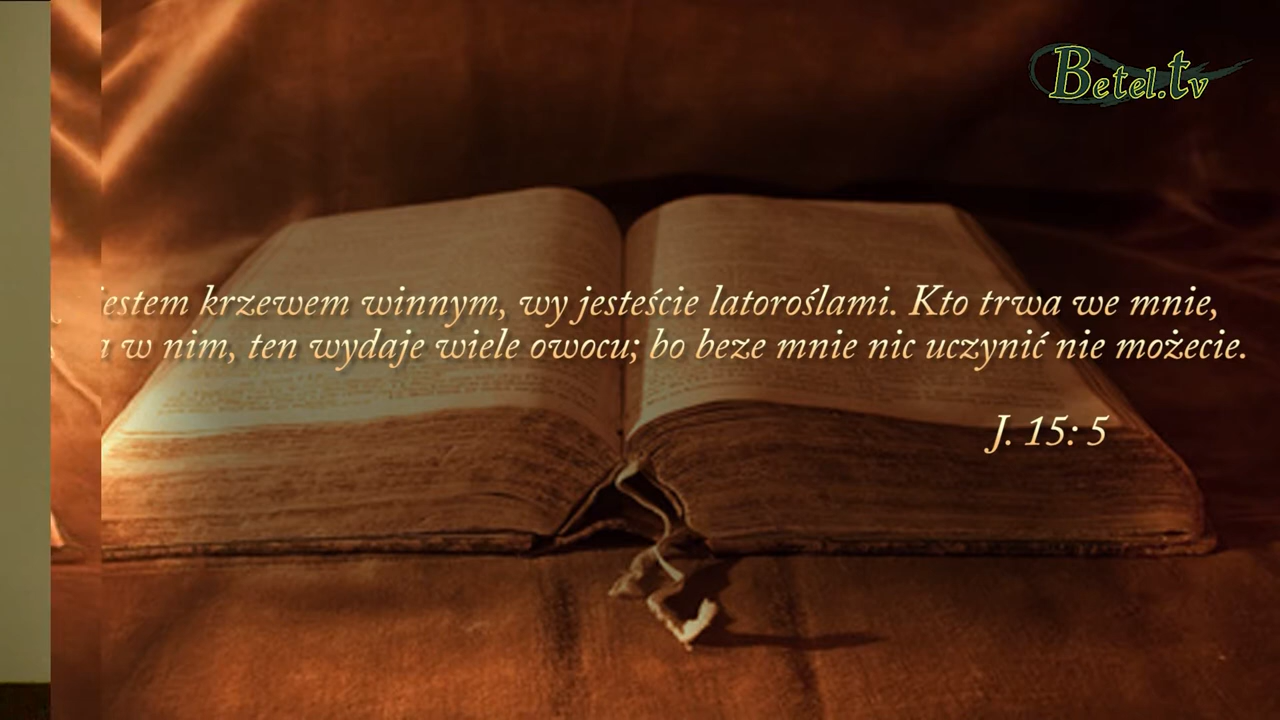 Betel.tv
jestem krzewem winnym, wy jesteście latoroślami. Kto trwa we mnie,
w nim, ten wydaje wiele owocu; bo beze mnie nic uczynić nie możecie.
J. 15: 5